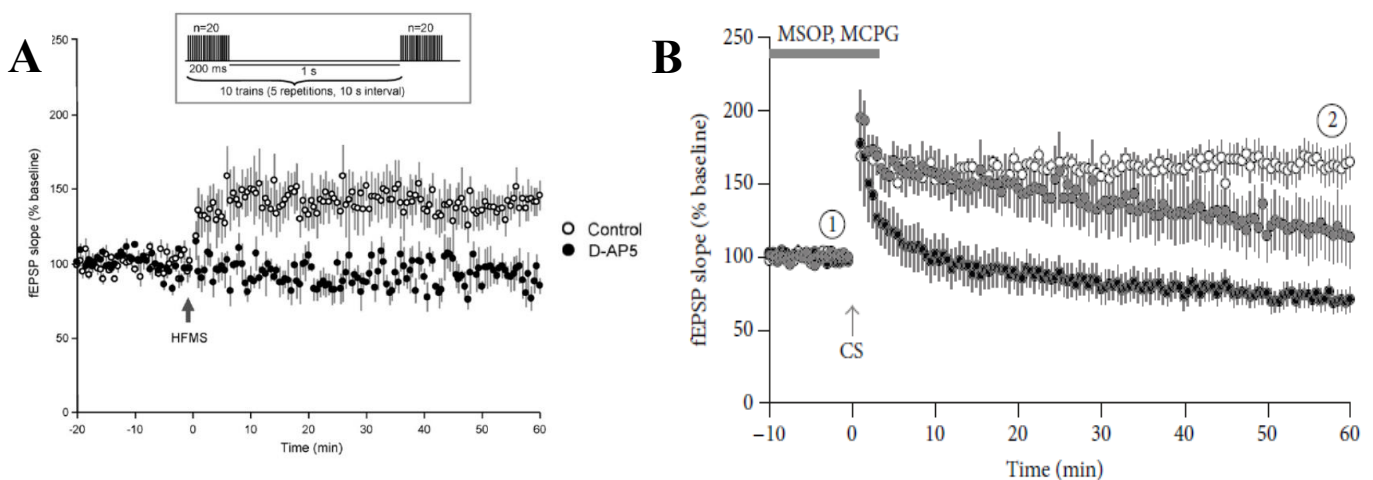 A
n=20
n=20
200 ms
1 s
10 trains (5 repetitions, 10 s interval)
250
200
150
100
50
0
fEPSP slope (% baseline)
HFMS
-20
-10
0
10
20
30
40
50
60
Time (min)
Control
D-AP5
B
MSOP, MCPG
250
200
150
100
50
0
fEPSP slope (% baseline)
1
2
CS
−10
0
10
20
30
40
50
60
Time (min)